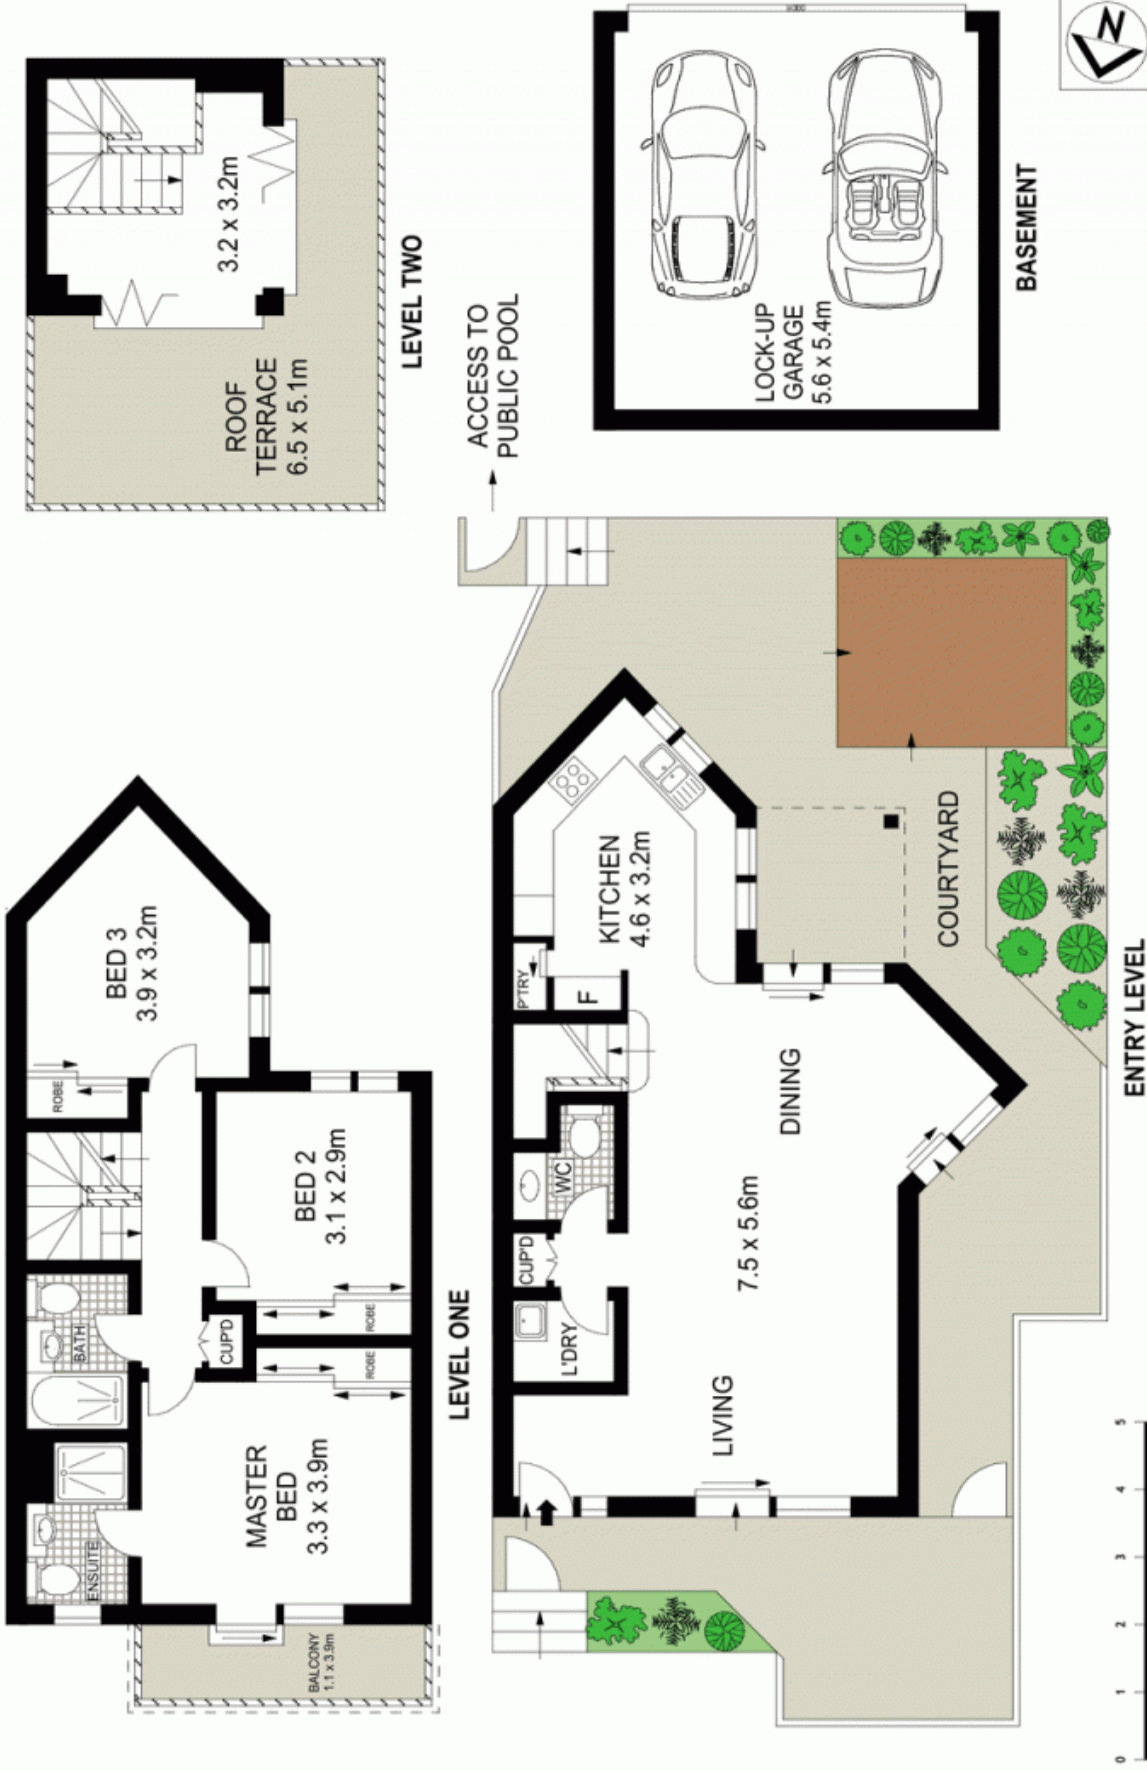 ROOF
TERRACE
6.5 x 5.1m
3.2 x 3.2m
LEVEL TWO
ACCESS TO
PUBLIC POOL
LOCK-UP
GARAGE
5.6 x 5.4m
BASEMENT
N
ENSUITE
BATH
ROBE
BED 3
3.9 x 3.2m
MASTER
BED
3.3 x 3.9m
CUP'D
ROBE
ROBE
BED 2
3.1 x 2.9m
BALCONY
1.1 x 3.9m
LEVEL ONE
L'DRY
CUP'D
WC
P'TRY
F
KITCHEN
4.6 x 3.2m
LIVING
7.5 x 5.6m
DINING
COURTYARD
ENTRY LEVEL
0 1 2 3 4 5